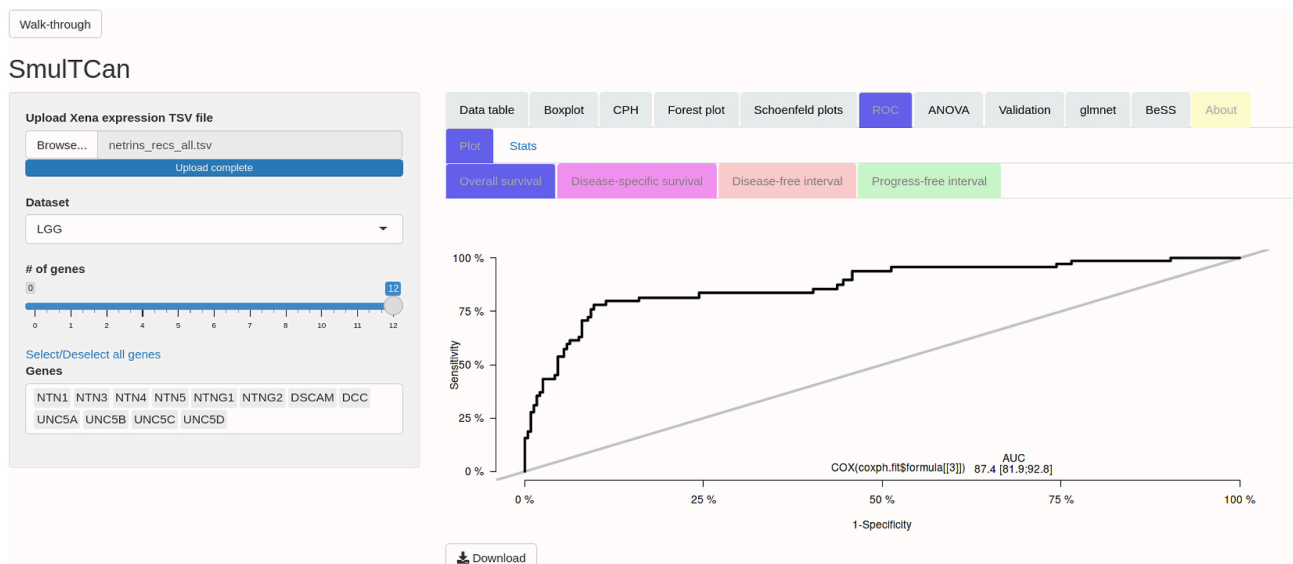 Walk-through
SmulTCan
Upload Xena expression TSV file
Browse... netrins_recs_all.tsv
Upload complete
Dataset
LGG
# of genes
0 12
0 1 2 4 5 6 7 8 10 11 12
Select/Deselect all genes
Genes
NTN1 NTN3 NTN4 NTN5 NTNG1 NTNG2 DSCAM DCC
UNC5A UNC5B UNC5C UNC5D
Data table Boxplot CPH Forest plot Schoenfeld plots ROC ANOVA Validation glmnet BeSS About
Plot Stats
Overall survival Disease-specific survival Disease-free interval Progress-free interval
100 %
75 %
50 %
25 %
0 %
Sensitivity
AUC
COX(coxph.fit$formula[[3]]) 87.4 [81.9;92.8]
0 % 25 % 50 % 75 % 100 %
1-Specificity
Download